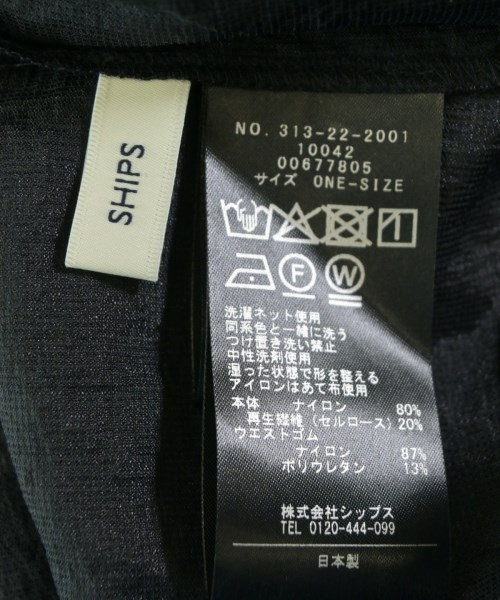 SHIPS
NO. 313-22-2001
10042
00677805
サイズ ONE-SIZE
F W
洗濯ネット使用
同系色と一緒に洗う
つけ置き洗い禁止
中性洗剤使用
湿った状態で形を整える
アイロンはあて布使用
本体 ナイロン 80%
再生繊維(セルロース)20%
ウエストゴム
ナイロン 87%
ポリウレタン 13%
株式会社シップス
TEL 0120-444-099
日本製